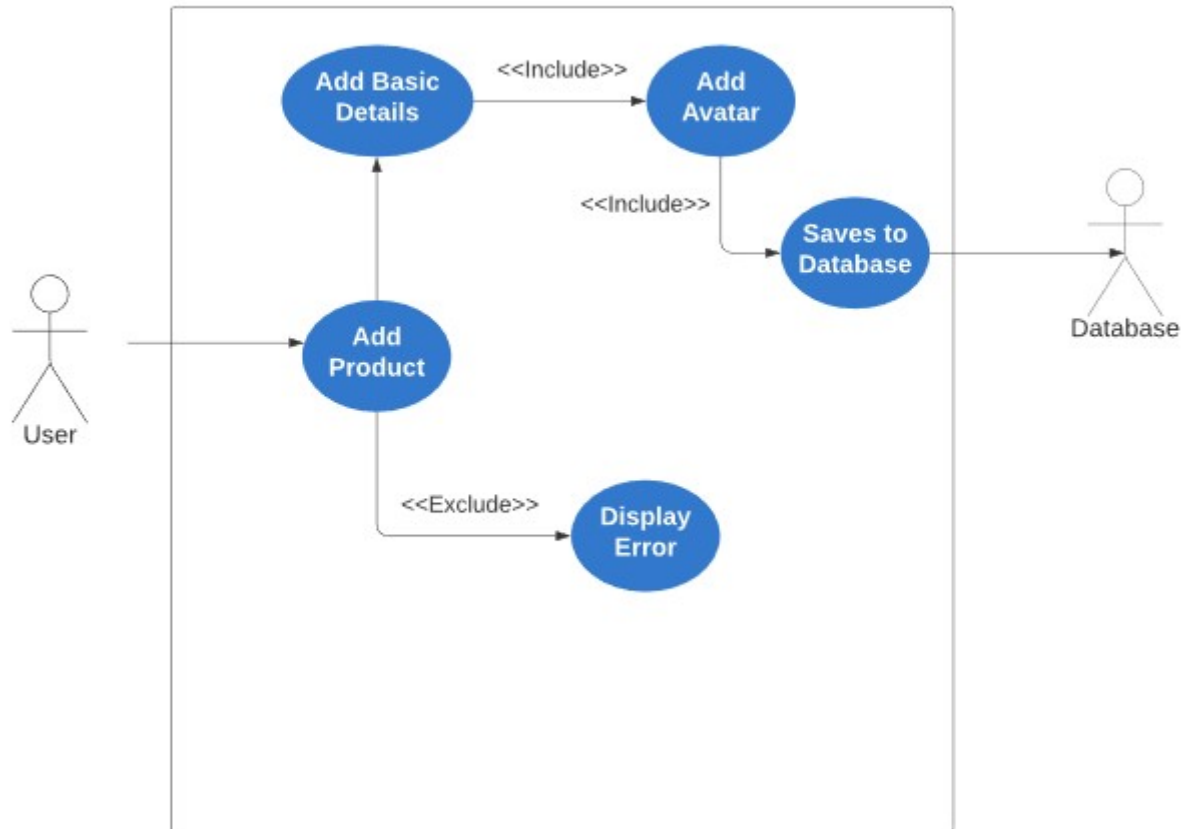 Add Basic
Details
<<Include>>
Add
Avatar
<<Include>>
Saves to
Database
Database
Add
Product
User
<<Exclude>>
Display
Error